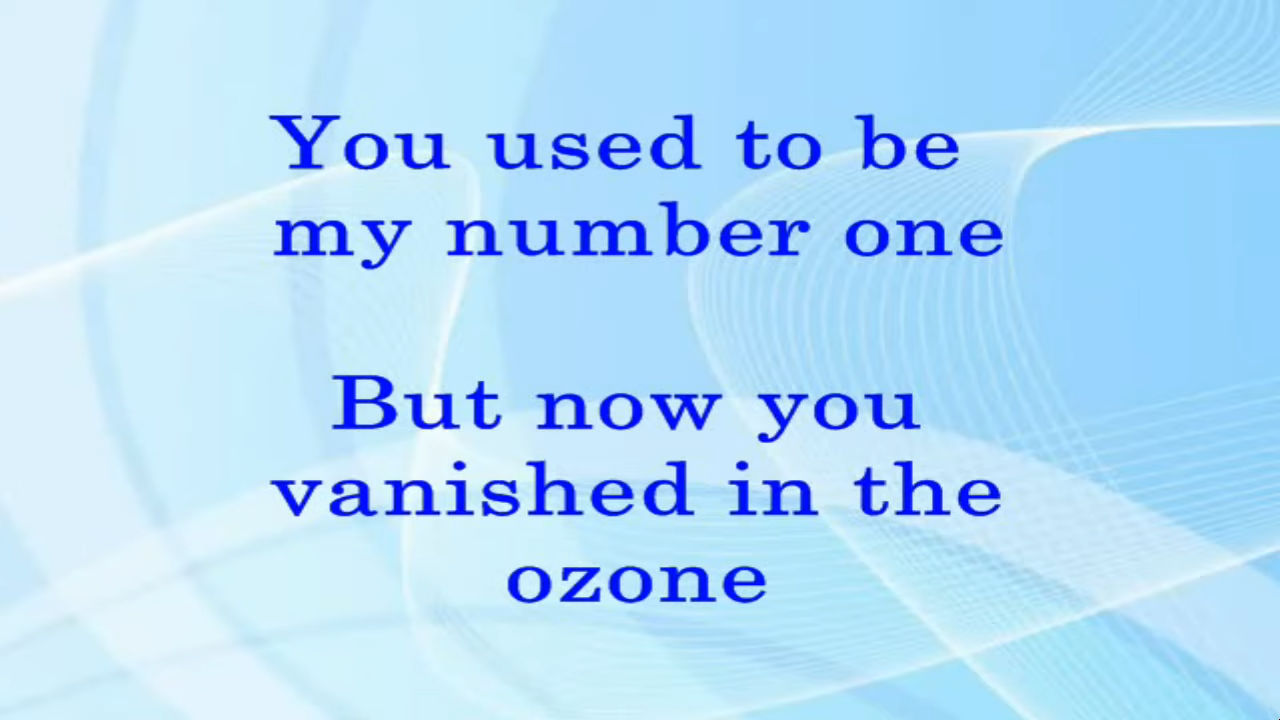 You used to be
my number one
But now you
vanished in the
ozone